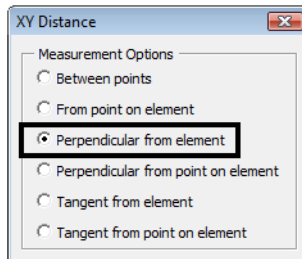 XY Distance
Measurement Options
Between points
From point on element
Perpendicular from element
Perpendicular from point on element
Tangent from element
Tangent from point on element